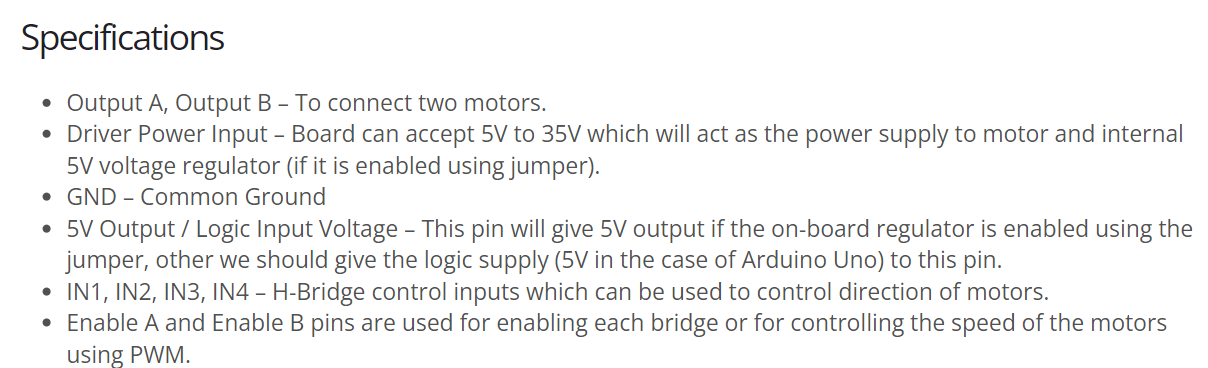 Specifications
• Output A, Output B – To connect two motors.
• Driver Power Input – Board can accept 5V to 35V which will act as the power supply to motor and internal
5V voltage regulator (if it is enabled using jumper).
• GND – Common Ground
• 5V Output / Logic Input Voltage – This pin will give 5V output if the on-board regulator is enabled using the
jumper, other we should give the logic supply (5V in the case of Arduino Uno) to this pin.
• IN1, IN2, IN3, IN4 – H-Bridge control inputs which can be used to control direction of motors.
• Enable A and Enable B pins are used for enabling each bridge or for controlling the speed of the motors
using PWM.